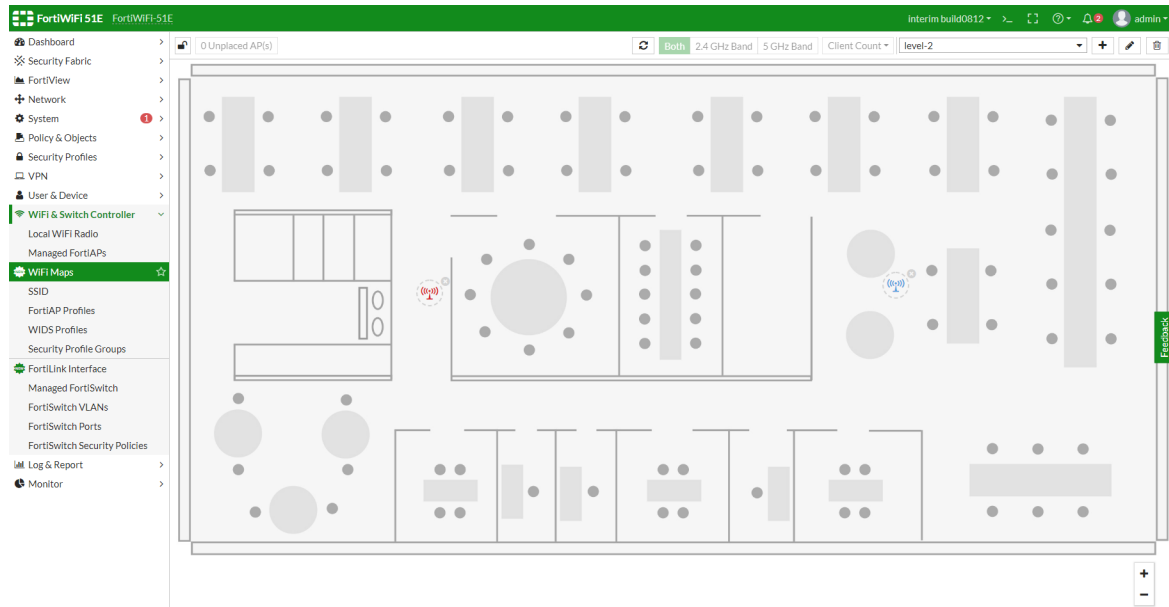 FortiWiFi 51E FortiWiFi-51E interim build0812 >_ 2 admin
Dashboard
Security Fabric
FortiView
Network
System 1
Policy & Objects
Security Profiles
VPN
User & Device
WiFi & Switch Controller
Local WiFi Radio
Managed FortiAPs
WiFi Maps
SSID
FortiAP Profiles
WIDS Profiles
Security Profile Groups
FortiLink Interface
Managed FortiSwitch
FortiSwitch VLANs
FortiSwitch Ports
FortiSwitch Security Policies
Log & Report
Monitor
0 Unplaced AP(s) Both 2.4 GHz Band 5 GHz Band Client Count level-2
Feedback